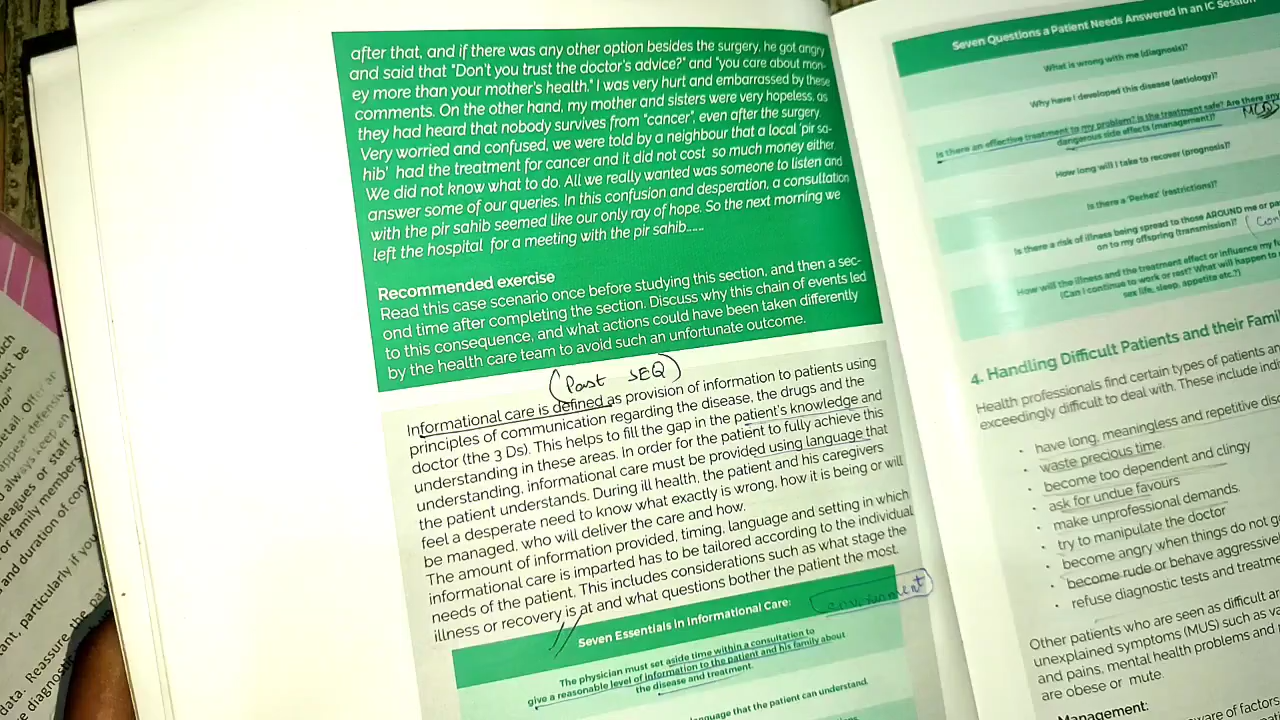 after that, and if there was any other option besides the surgery, he got angry
and said that "Don't you trust the doctor's advice?" and "you care about mon-
ey more than your mother's health." I was very hurt and embarrassed by these
comments. On the other hand, my mother and sisters were very hopeless, as
they had heard that nobody survives from "cancer", even after the surgery.
Very worried and confused, we were told by a neighbour that a local 'pir sa-
hib' had the treatment for cancer and it did not cost so much money either.
We did not know what to do. All we really wanted was someone to listen and
answer some of our queries. In this confusion and desperation, a consultation
with the pir sahib seemed like our only ray of hope. So the next morning we
left the hospital for a meeting with the pir sahib.....
Recommended exercise
Read this case scenario once before studying this section, and then a sec-
ond time after completing the section. Discuss why this chain of events led
to this consequence, and what actions could have been taken differently
by the health care team to avoid such an unfortunate outcome.
(Past SEQ)
Informational care is defined as provision of information to patients using
principles of communication regarding the disease, the drugs and the
doctor (the 3 Ds). This helps to fill the gap in the patient's knowledge and
understanding in these areas. In order for the patient to fully achieve this
understanding, informational care must be provided using language that
the patient understands. During ill health, the patient and his caregivers
feel a desperate need to know what exactly is wrong, how it is being or will
be managed, who will deliver the care and how.
The amount of information provided, timing, language and setting in which
informational care is imparted has to be tailored according to the individual
needs of the patient. This includes considerations such as what stage the
illness or recovery is at and what questions bother the patient the most.
Seven Essentials in Informational Care:
environment
The physician must set aside time within a consultation to
give a reasonable level of information to the patient and his family about
the disease and treatment.
language that the patient can understand.
Seven Questions a Patient Needs Answered in an IC
What is wrong with me (diagnosis)?
Why have I developed this disease (aetiology)?
Is there an effective treatment to my problem? Is the treatment safe? Are there any
dangerous side effects (management)?
How long will I take to recover (prognosis)?
Is there a 'Perhez' (restrictions)?
Is there a risk of illness being spread to those AROUND me or
on to my offspring (transmission)?
How will the illness and the treatment effect or influence my
(Can I continue to work or rest? What will happen to
sex life, sleep, appetite etc.?)
4. Handling Difficult Patients and their
Health professionals find certain types of patients
exceedingly difficult to deal with. These include
• have long, meaningless and repetitive
waste precious time.
• become too dependent and clingy
• ask for undue favours
• make unprofessional demands.
• try to manipulate the doctor
• become angry when things do not
• become rude or behave
• refuse diagnostic tests and
Other patients who are seen as difficult
unexplained symptoms (MUS) such as
and pains, mental health problems and
are obese or mute.
Management: